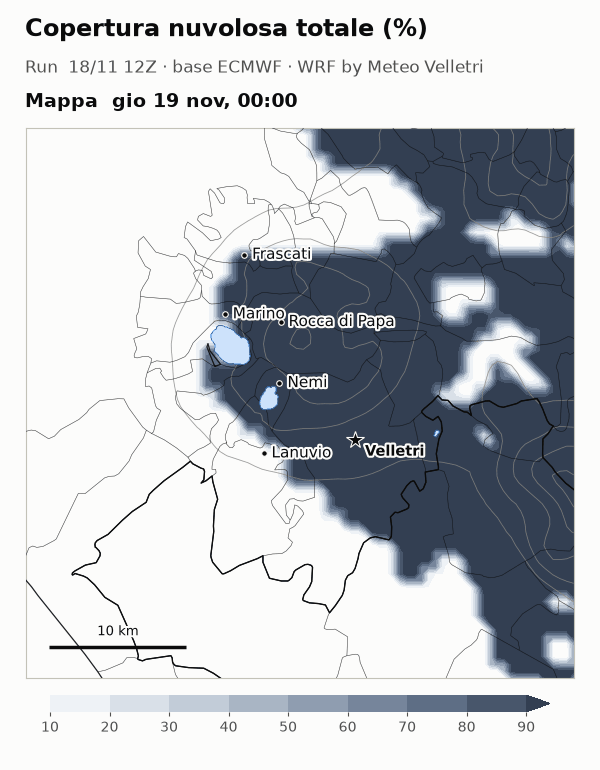 Copertura nuvolosa totale (%)
Run  18/11 12Z · base ECMWF · WRF by Meteo Velletri
Mappa  gio 19 nov, 00:00
Frascati
Marino
Rocca di Papa
Nemi
Velletri
Lanuvio
10 km
10 20 30 40 50 60 70 80 90